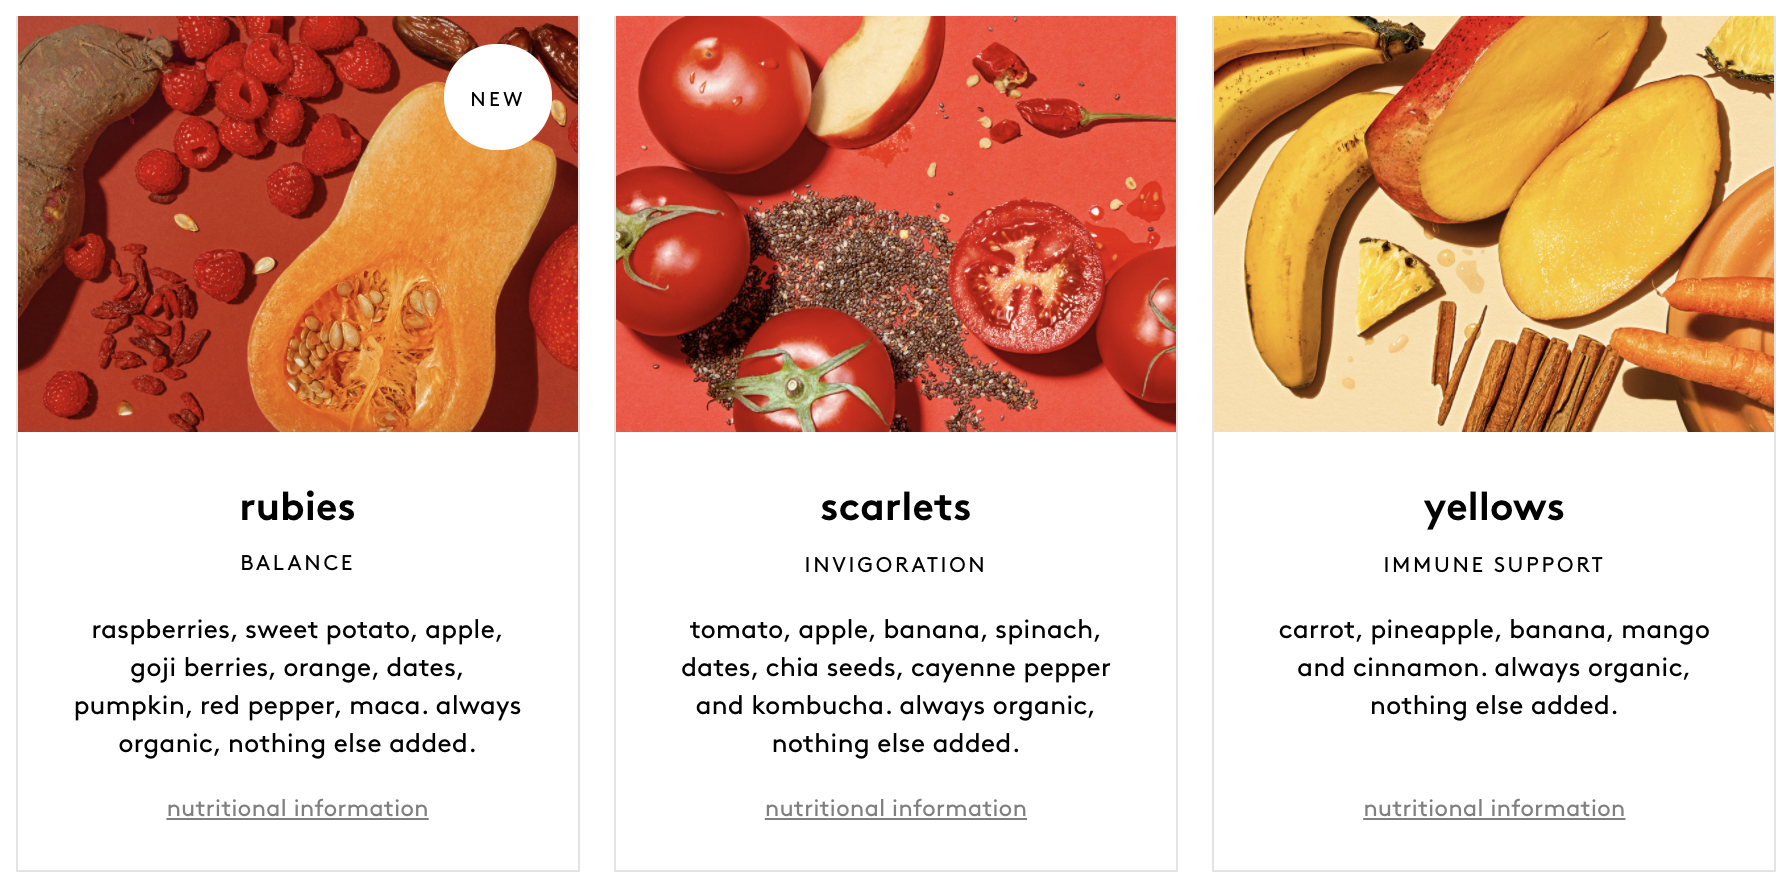 NEW
rubies
BALANCE
raspberries, sweet potato, apple,
goji berries, orange, dates,
pumpkin, red pepper, maca. always
organic, nothing else added.
nutritional information
scarlets
INVIGORATION
tomato, apple, banana, spinach,
dates, chia seeds, cayenne pepper
and kombucha. always organic,
nothing else added.
nutritional information
yellows
IMMUNE SUPPORT
carrot, pineapple, banana, mango
and cinnamon. always organic,
nothing else added.
nutritional information